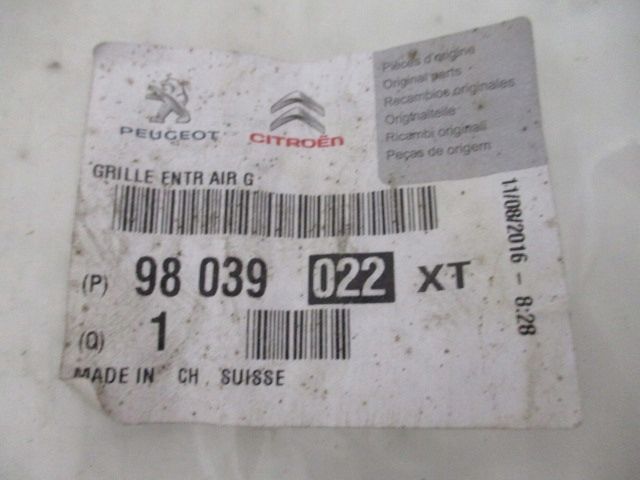 PEUGEOT
CITROËN
Pièces d'origine
Original parts
Recambios originales
Originalteile
Ricambi originali
Peças de origem
GRILLE ENTR AIR G
(P) 98 039 022 XT
(Q) 1
MADE IN CH. SUISSE
11/08/2016 - 8:28